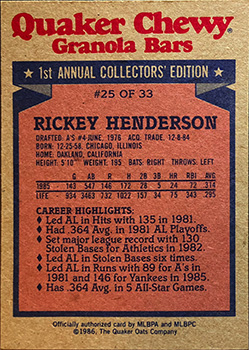 Quaker Chewy®
Granola Bars
1st ANNUAL COLLECTORS' EDITION
#25 OF 33
RICKEY HENDERSON
DRAFTED: A'S #4-JUNE, 1976 ACQ. TRADE, 12-8-84
BORN: 12-25-58, CHICAGO, ILLINOIS
HOME: OAKLAND, CALIFORNIA
HEIGHT 5'10" WEIGHT: 195 BATS: RIGHT THROWS: LEFT
G AB R H 2B 3B HR RBI AVG
1985 143 547 146 172 28 5 24 72 .314
LIFE 934 3463 732 1022 157 34 75 343 .295
CAREER HIGHLIGHTS:
Led AL in Hits with 135 in 1981.
Had .364 Avg. in 1981 AL Playoffs.
Set major league record with 130
Stolen Bases for Athletics in 1982.
Led AL in Stolen Bases six times.
Led AL in Runs with 89 for A's in
1981 and 146 for Yankees in 1985.
Has .364 Avg. in 5 All-Star Games.
Officially authorized card by MLBPA and MLBPC
©1986, The Quaker Oats Company